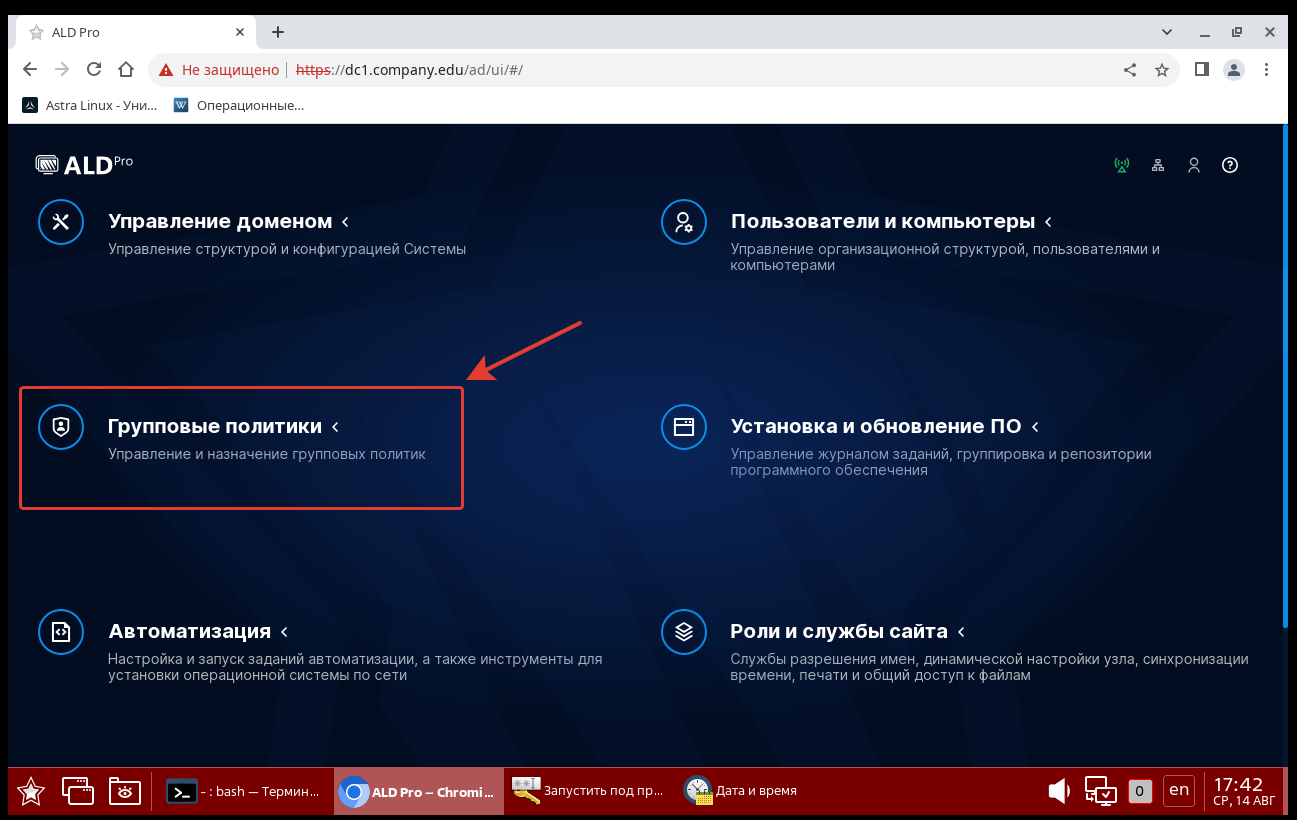 ALD Pro
Не защищено
https://dc1.company.edu/ad/ui/#/
Astra Linux - Уни...
Операционные...
ALD Pro
Управление доменом
Управление структурой и конфигурацией Системы
Пользователи и компьютеры
Управление организационной структурой, пользователями и
компьютерами
Групповые политики
Управление и назначение групповых политик
Установка и обновление ПО
Управление журналом заданий, группировка и репозитории
программного обеспечения
Автоматизация
Настройка и запуск заданий автоматизации, а также инструменты для
установки операционной системы по сети
Роли и службы сайта
Службы разрешения имен, динамической настройки узла, синхронизации
времени, печати и общий доступ к файлам
- : bash — Термин...
ALD Pro – Chromi...
Запустить под пр...
Дата и время
0
en
17:42
СР, 14 АВГ